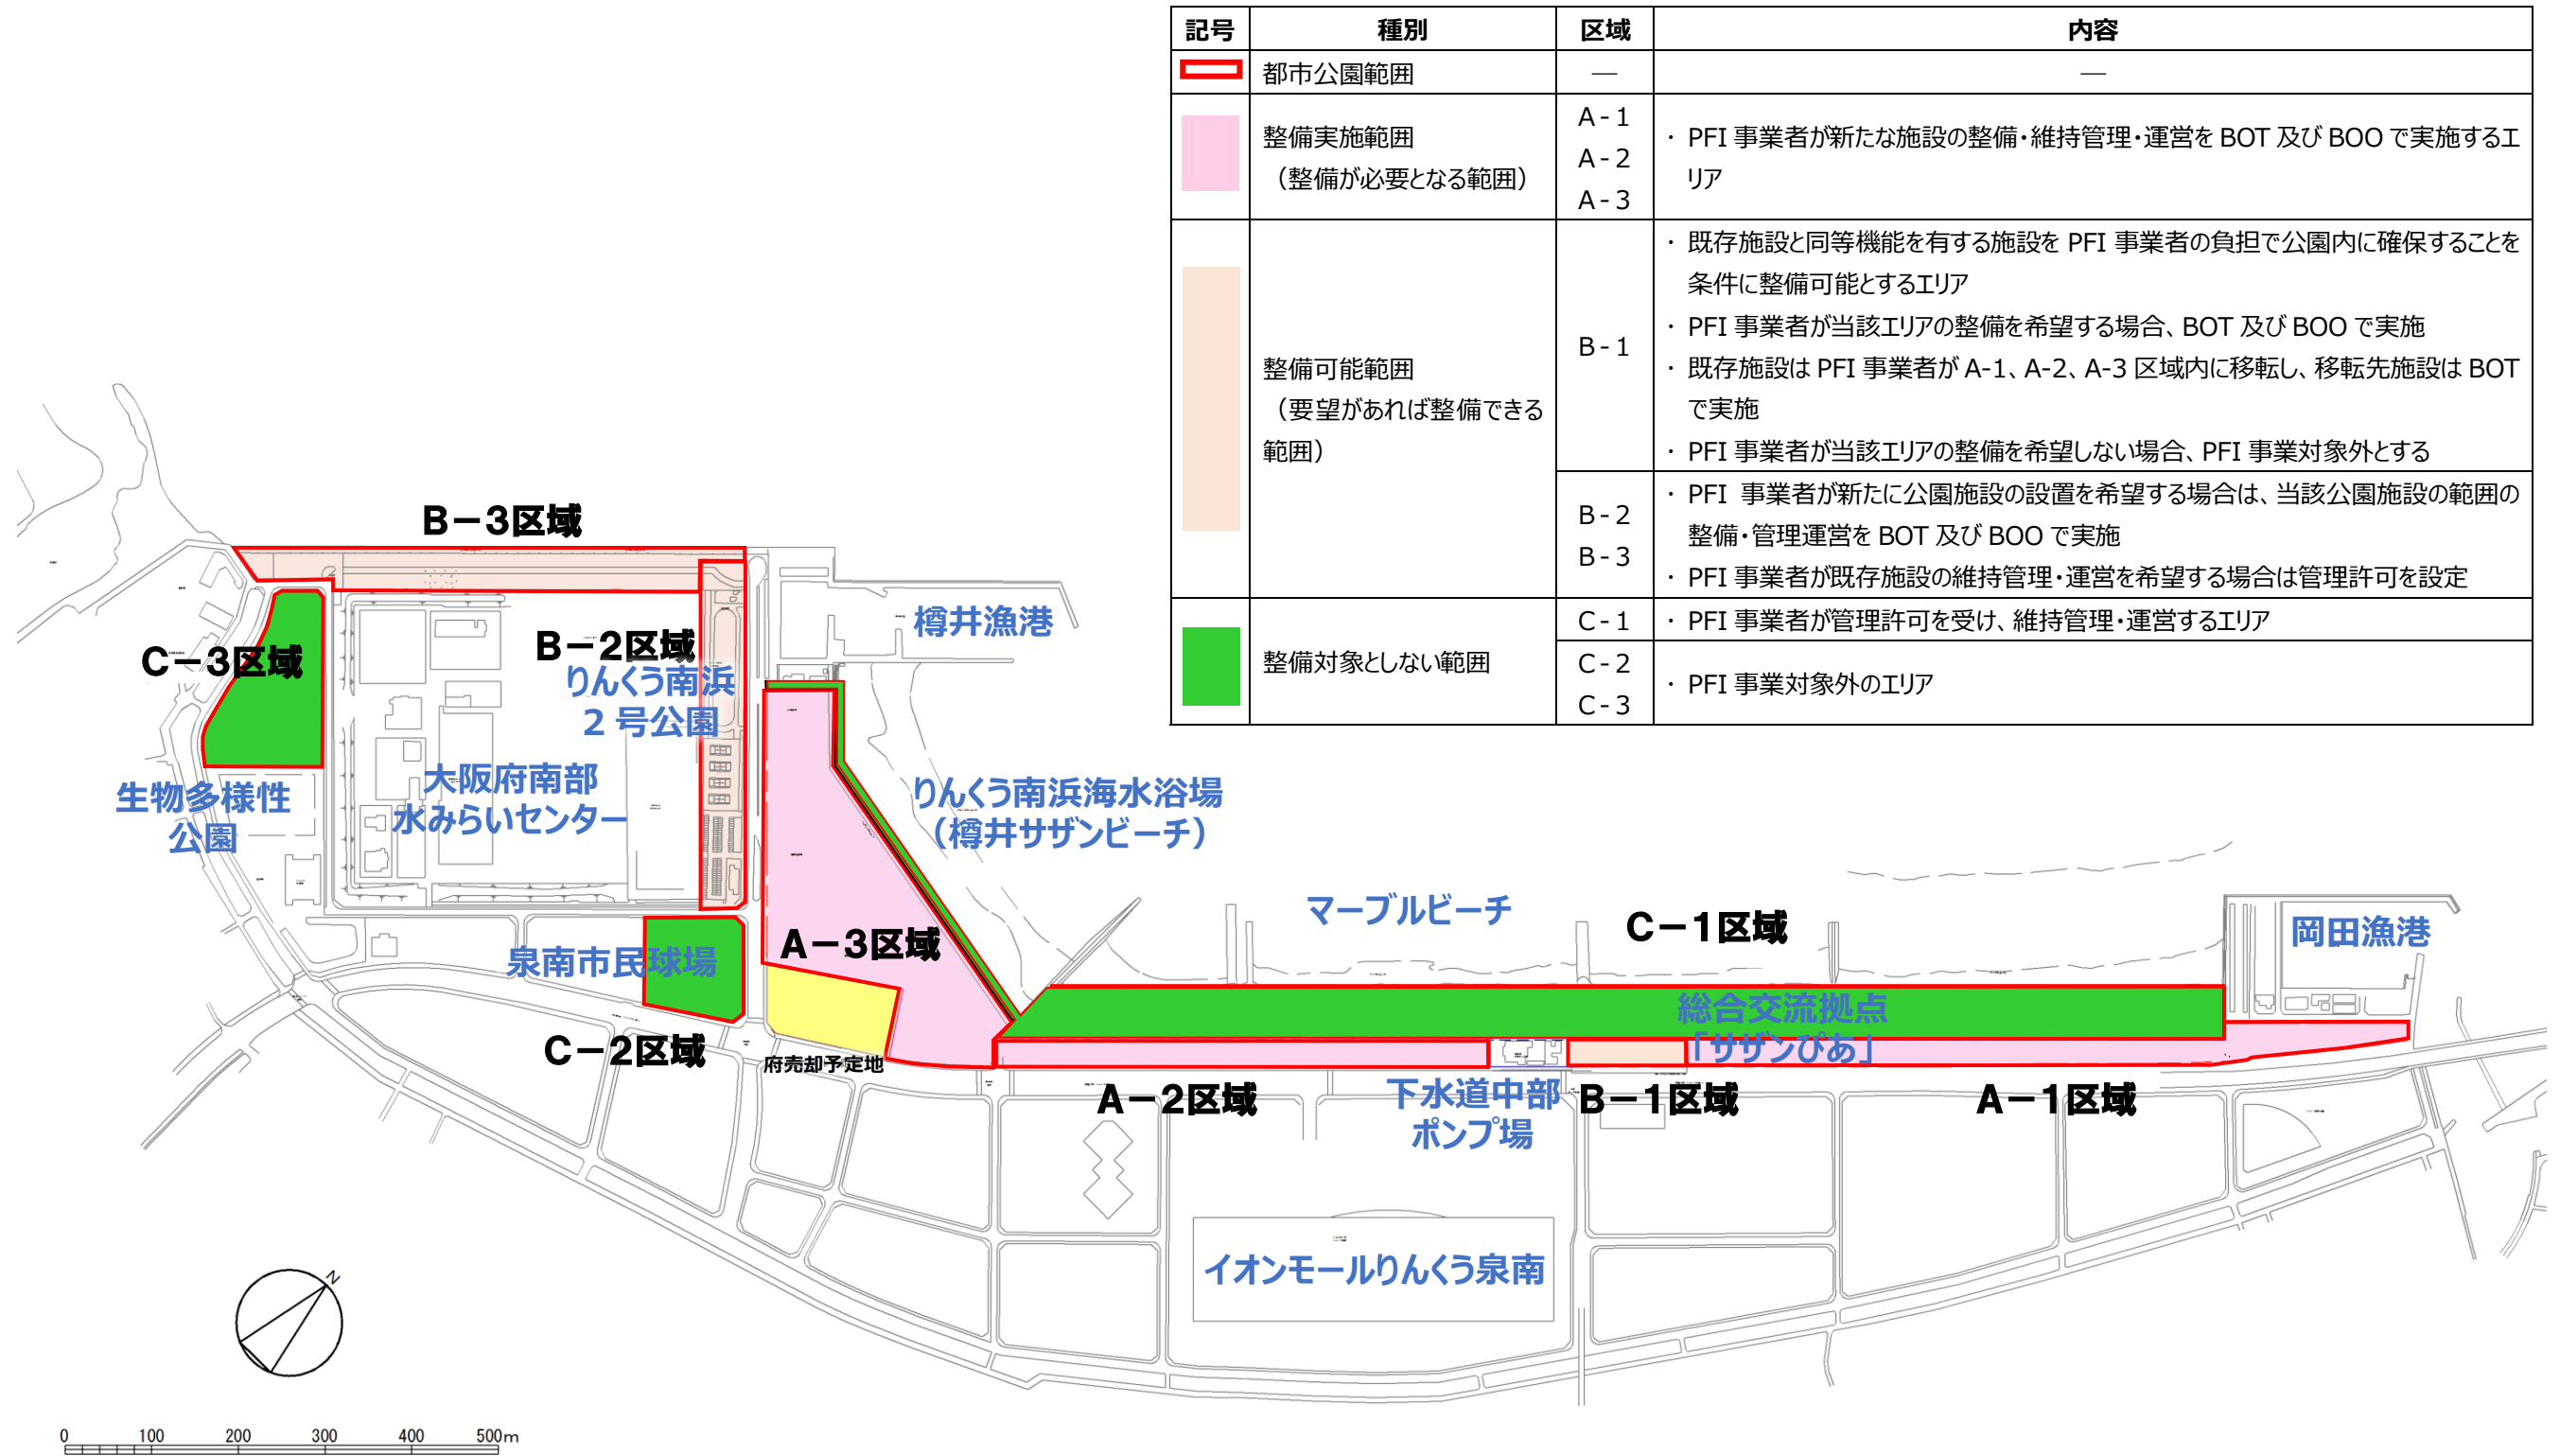 記号 種別 区域 内容
都市公園範囲 ― ―
整備実施範囲
（整備が必要となる範囲）
A-1
A-2
A-3
・ PFI 事業者が新たな施設の整備・維持管理・運営を BOT 及び BOO で実施するエ
リア
整備可能範囲
（要望があれば整備できる
範囲）
B-1
・ 既存施設と同等機能を有する施設を PFI 事業者の負担で公園内に確保することを
条件に整備可能とするエリア
・ PFI 事業者が当該エリアの整備を希望する場合、BOT 及び BOO で実施
・ 既存施設は PFI 事業者が A-1、A-2、A-3 区域内に移転し、移転先施設は BOT
で実施
・ PFI 事業者が当該エリアの整備を希望しない場合、PFI 事業対象外とする
B-2
B-3
・ PFI 事業者が新たに公園施設の設置を希望する場合は、当該公園施設の範囲の
整備・管理運営を BOT 及び BOO で実施
・ PFI 事業者が既存施設の維持管理・運営を希望する場合は管理許可を設定
整備対象としない範囲
C-1
・ PFI 事業者が管理許可を受け、維持管理・運営するエリア
C-2
C-3
・ PFI 事業対象外のエリア
B－3区域
樽井漁港
B－2区域
C－3区域
りんくう南浜
2 号公園
大阪府南部
水みらいセンター
生物多様性
公園
りんくう南浜海水浴場
（樽井サザンビーチ）
マーブルビーチ
C－1区域
岡田漁港
A－3区域
泉南市民球場
総合交流拠点
「サザンぴあ」
C－2区域
府売却予定地
A－2区域
下水道中部
ポンプ場
B－1区域
A－1区域
イオンモールりんくう泉南
N
0 100 200 300 400 500m